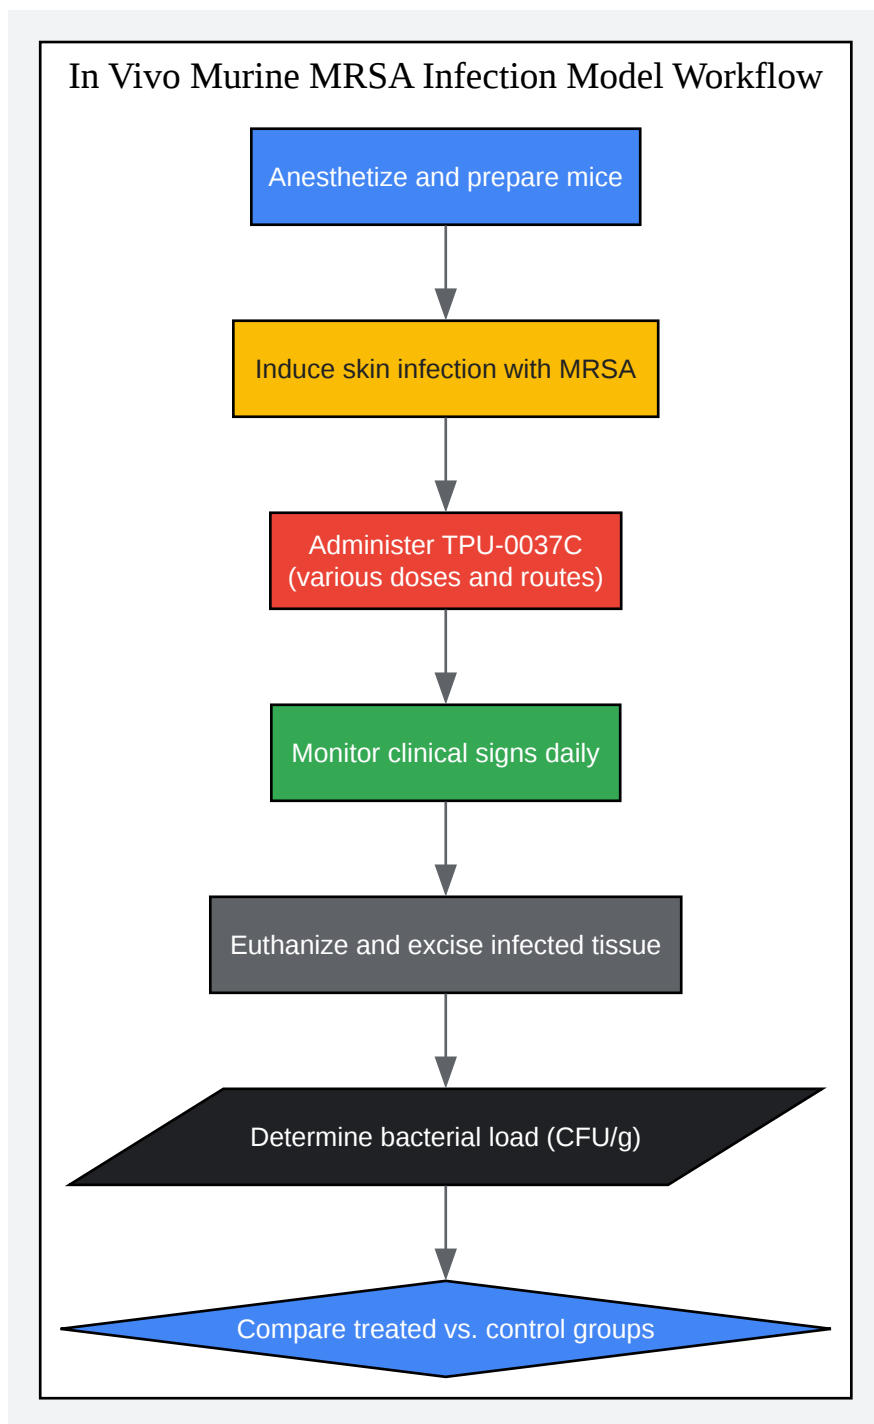 In Vivo Murine MRSA Infection Model Workflow
Anesthetize and prepare mice
Induce skin infection with MRSA
Administer TPU-0037C
(various doses and routes)
Monitor clinical signs daily
Euthanize and excise infected tissue
Determine bacterial load (CFU/g)
Compare treated vs. control groups